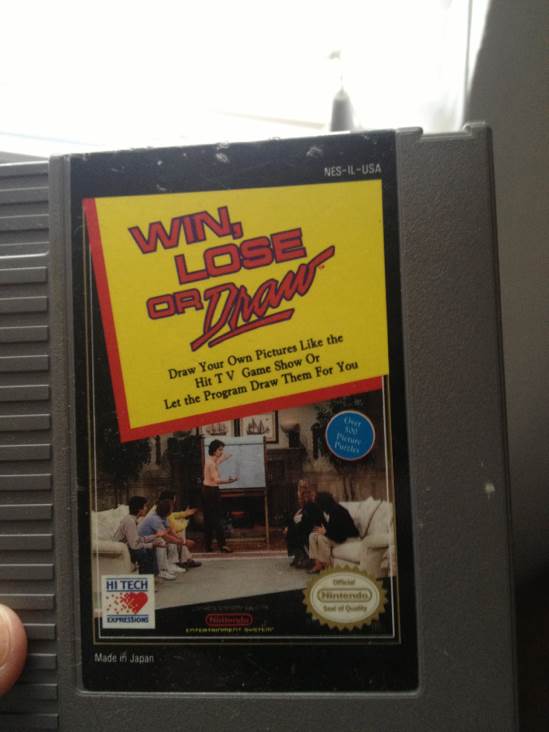 NES-IL-USA
WIN,
LOSE
OR Draw™
Draw Your Own Pictures Like the
Hit T V Game Show Or
Let the Program Draw Them For You
Over
500
Picture
Puzzles
HI TECH
EXPRESSIONS
Nintendo
ENTERTAINMENT SYSTEM
Official
Nintendo
Seal of Quality
Made in Japan